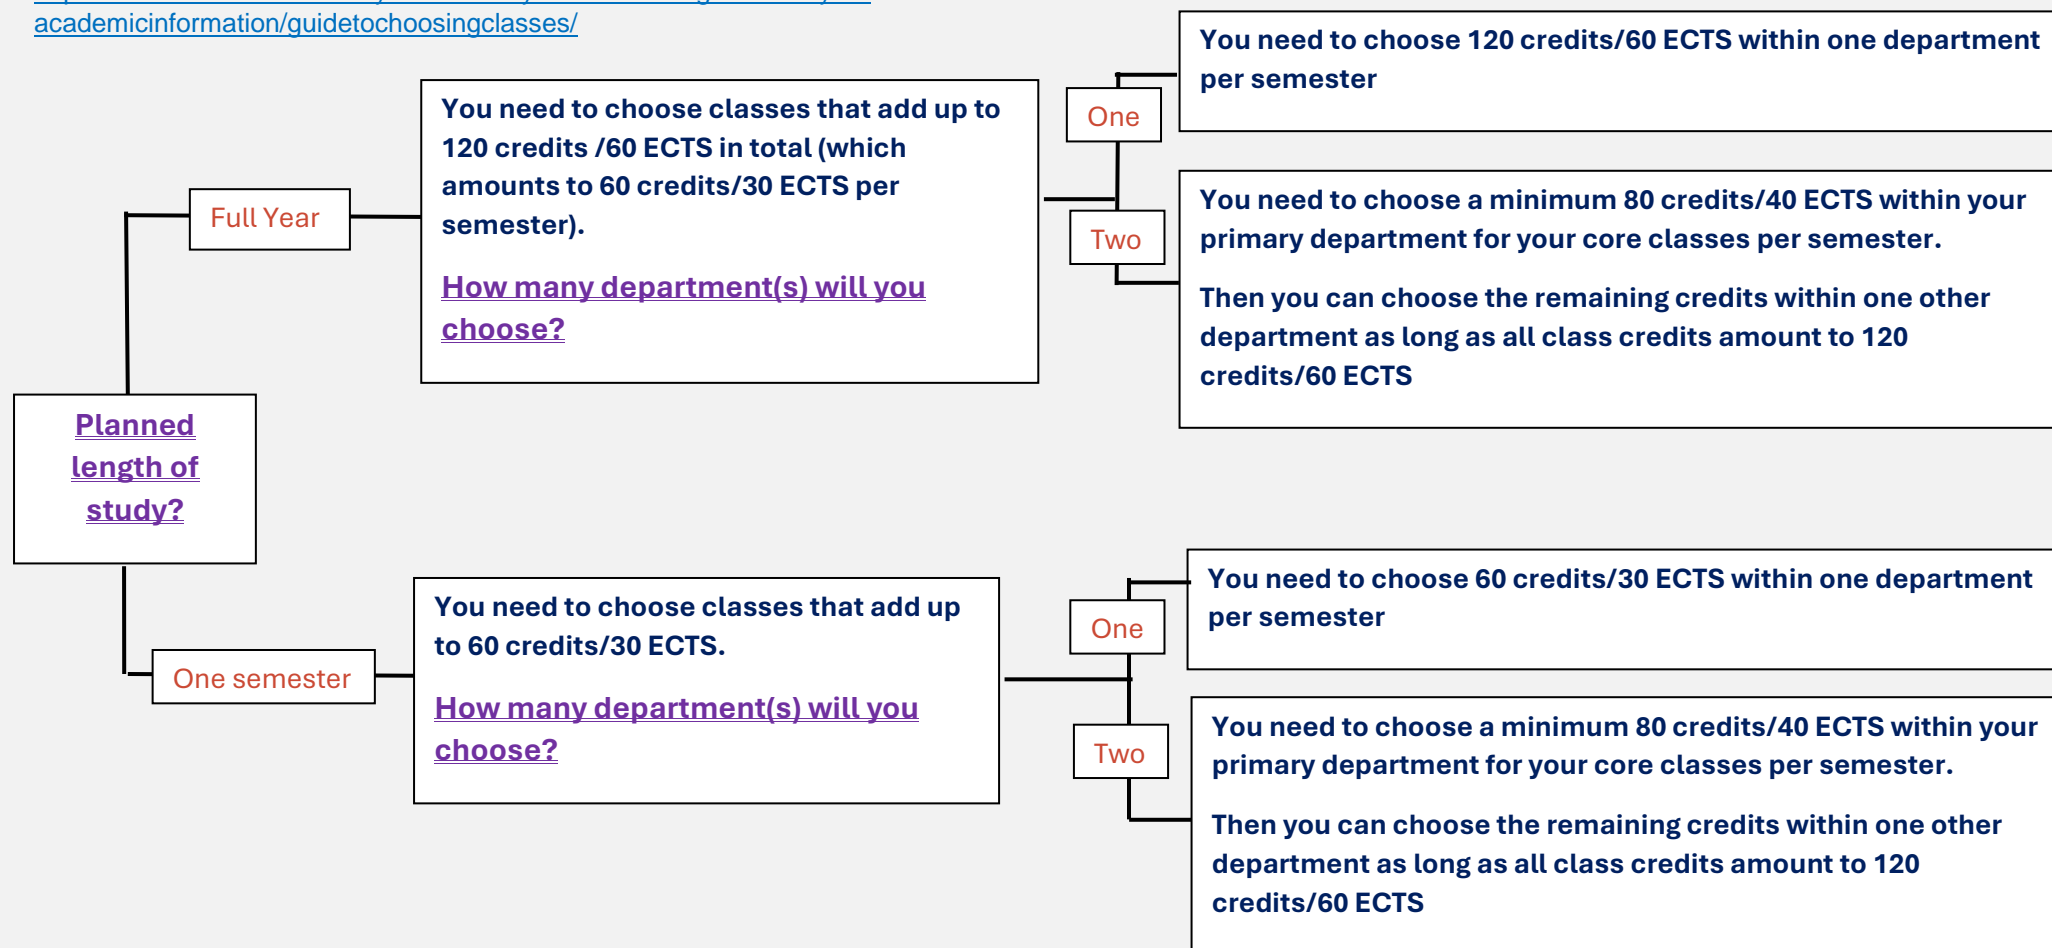 academicinformation/guidetochoosingclasses/
You need to choose 120 credits/60 ECTS within one department
per semester
You need to choose classes that add up to
120 credits /60 ECTS in total (which
amounts to 60 credits/30 ECTS per
semester).
How many department(s) will you
choose?
One
Full Year
Two
You need to choose a minimum 80 credits/40 ECTS within your
primary department for your core classes per semester.
Then you can choose the remaining credits within one other
department as long as all class credits amount to 120
credits/60 ECTS
Planned
length of
study?
One semester
You need to choose classes that add up
to 60 credits/30 ECTS.
How many department(s) will you
choose?
One
You need to choose 60 credits/30 ECTS within one department
per semester
Two
You need to choose a minimum 80 credits/40 ECTS within your
primary department for your core classes per semester.
Then you can choose the remaining credits within one other
department as long as all class credits amount to 120
credits/60 ECTS